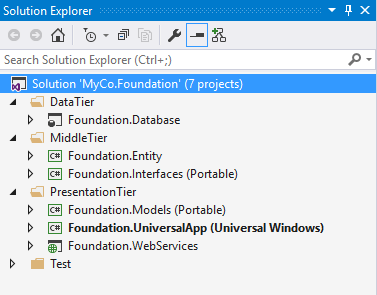 Solution Explorer
Search Solution Explorer (Ctrl+;)
Solution 'MyCo.Foundation' (7 projects)
DataTier
Foundation.Database
MiddleTier
C# Foundation.Entity
C# Foundation.Interfaces (Portable)
PresentationTier
C# Foundation.Models (Portable)
C# Foundation.UniversalApp (Universal Windows)
Foundation.WebServices
Test